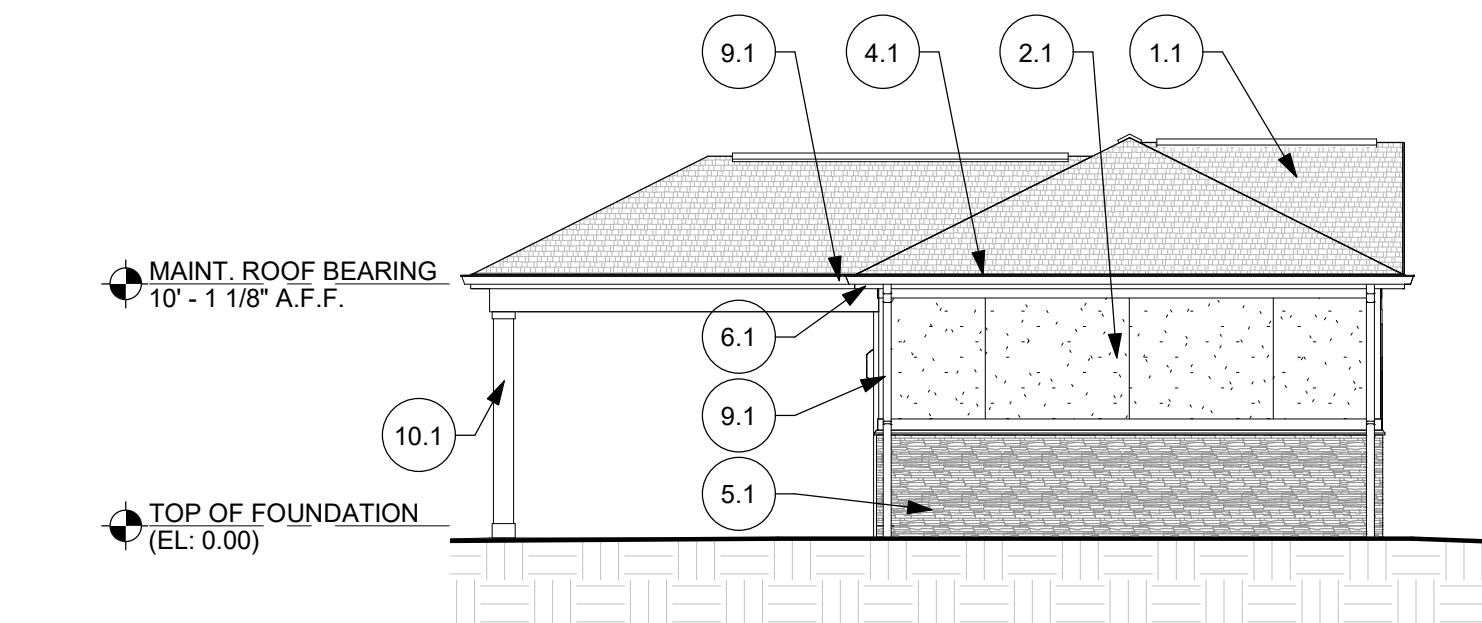 9.1
4.1
2.1
1.1
MAINT. ROOF BEARING
10' - 1 1/8" A.F.F.
6.1
9.1
10.1
5.1
TOP OF FOUNDATION
(EL: 0.00)